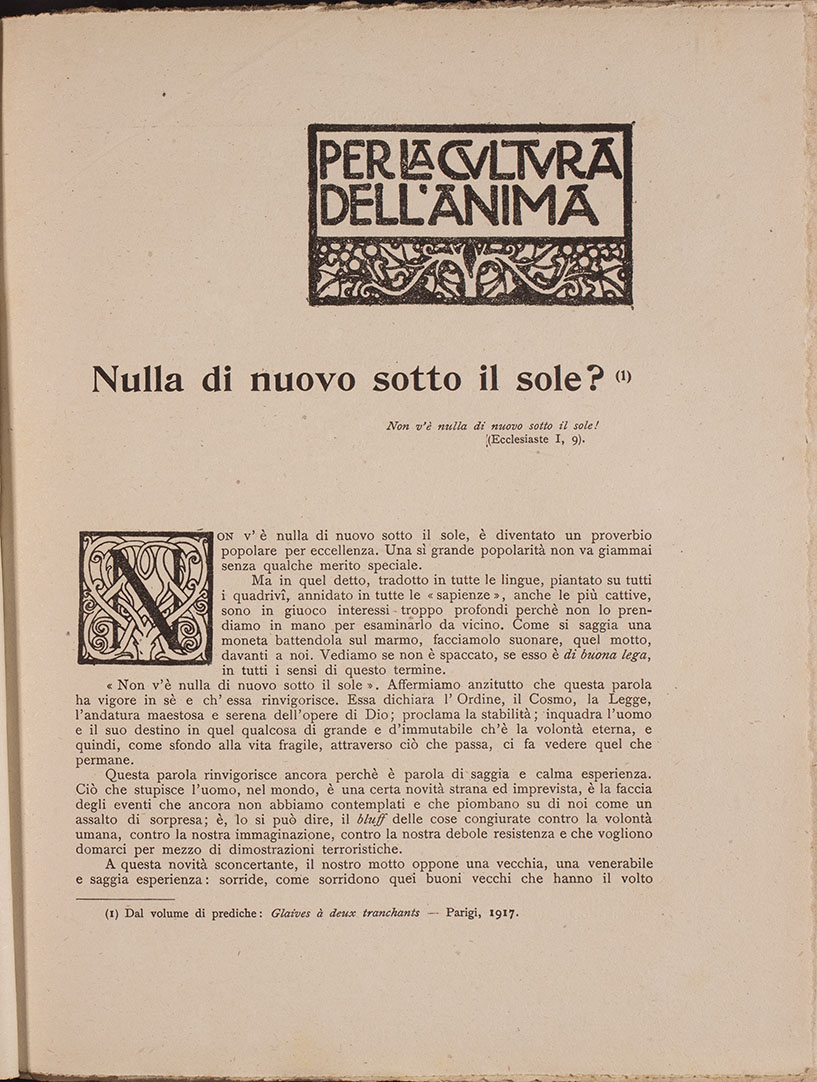 PER LA CVLTVRA
DELL'ANIMA
Nulla di nuovo sotto il sole? (1)
Non v'è nulla di nuovo sotto il sole!
(Ecclesiaste I, 9).
NON v' è nulla di nuovo sotto il sole, è diventato un proverbio
popolare per eccellenza. Una sì grande popolarità non va giammai
senza qualche merito speciale.
Ma in quel detto, tradotto in tutte le lingue, piantato su tutti
i quadrivî, annidato in tutte le « sapienze », anche le più cattive,
sono in giuoco interessi troppo profondi perchè non lo pren-
diamo in mano per esaminarlo da vicino. Come si saggia una
moneta battendola sul marmo, facciamolo suonare, quel motto,
davanti a noi. Vediamo se non è spaccato, se esso è di buona lega,
in tutti i sensi di questo termine.
« Non v'è nulla di nuovo sotto il sole ». Affermiamo anzitutto che questa parola
ha vigore in sè e ch' essa rinvigorisce. Essa dichiara l' Ordine, il Cosmo, la Legge,
l'andatura maestosa e serena dell'opere di Dio; proclama la stabilità; inquadra l'uomo
e il suo destino in quel qualcosa di grande e d'immutabile ch'è la volontà eterna, e
quindi, come sfondo alla vita fragile, attraverso ciò che passa, ci fa vedere quel che
permane.
Questa parola rinvigorisce ancora perchè è parola di saggia e calma esperienza.
Ciò che stupisce l'uomo, nel mondo, è una certa novità strana ed imprevista, è la faccia
degli eventi che ancora non abbiamo contemplati e che piombano su di noi come un
assalto di sorpresa; è, lo si può dire, il bluff delle cose congiurate contro la volontà
umana, contro la nostra immaginazione, contro la nostra debole resistenza e che vogliono
domarci per mezzo di dimostrazioni terroristiche.
A questa novità sconcertante, il nostro motto oppone una vecchia, una venerabile
e saggia esperienza: sorride, come sorridono quei buoni vecchi che hanno il volto
(1) Dal volume di prediche: Glaives à deux tranchants — Parigi, 1917.